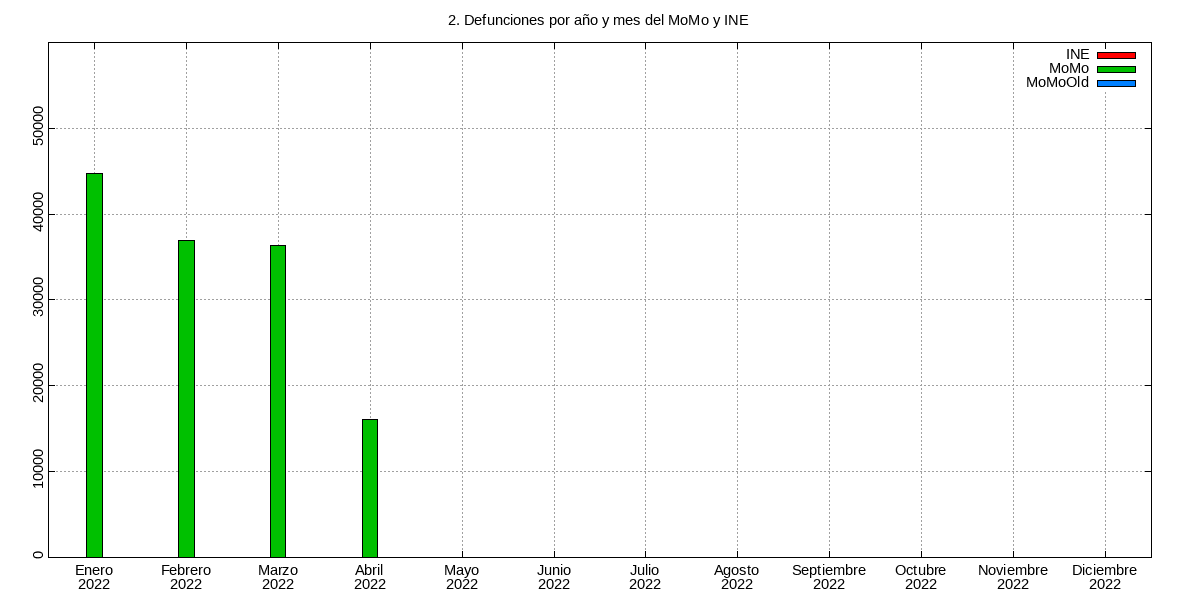 2. Defunciones por año y mes del MoMo y INE
INE
MoMo
MoMoOld
50000
40000
30000
20000
10000
0
Enero Febrero Marzo Abril Mayo Junio Julio Agosto Septiembre Octubre Noviembre Diciembre
2022 2022 2022 2022 2022 2022 2022 2022 2022 2022 2022 2022